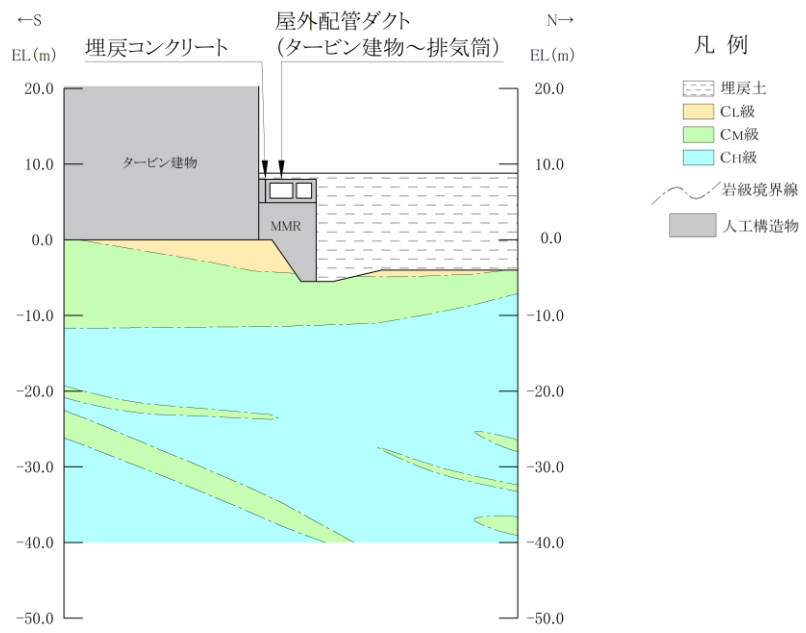 ←S
N→
EL(m)
EL(m)
埋戻コンクリート
屋外配管ダクト
(タービン建物～排気筒)
凡 例
埋戻土
CL級
CM級
CH級
岩級境界線
人工構造物
タービン建物
MMR
20.0
10.0
0.0
-10.0
-20.0
-30.0
-40.0
-50.0
20.0
10.0
0.0
-10.0
-20.0
-30.0
-40.0
-50.0